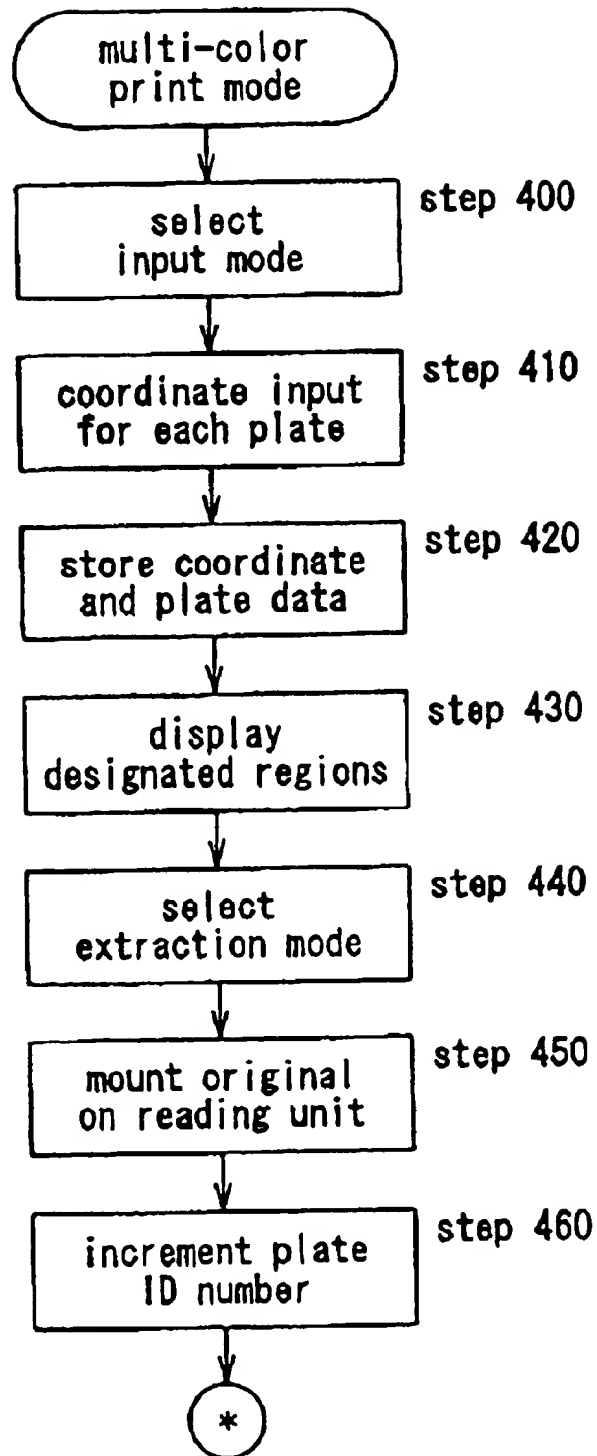 multi-color
print mode
step 400
select
input mode
step 410
coordinate input
for each plate
step 420
store coordinate
and plate data
step 430
display
designated regions
step 440
select
extraction mode
step 450
mount original
on reading unit
step 460
increment plate
ID number
*